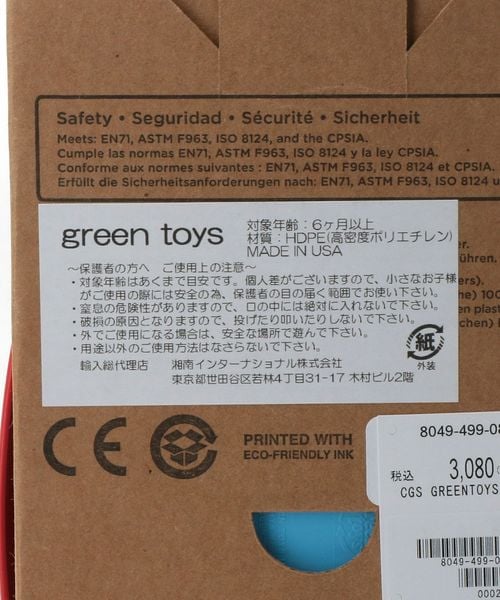 Safety • Seguridad • Sécurité • Sicherheit
Meets: EN71, ASTM F963, ISO 8124, and the CPSIA.
Cumple las normas EN71, ASTM F963, ISO 8124 y la ley CPSIA.
Conforme aux normes suivantes : EN71, ASTM F963, ISO 8124 et CPSIA.
Erfüllt die Sicherheitsanforderungen nach: EN71, ASTM F963, ISO 8124 u
green toys
対象年齢：6ヶ月以上
材質：HDPE(高密度ポリエチレン)
MADE IN USA
～保護者の方へ ご使用上の注意～
・対象年齢はあくまで目安です。個人差がございますので、小さなお子様
がご使用の際には安全の為、保護者の目の届く範囲でお使い下さい。
・窒息の危険性がありますので、口の中には絶対に入れないで下さい。
・破損の原因となりますので、投げたり叩いたりしないで下さい。
・外でご使用になる場合は、安全な場所で遊んで下さい。
・用途以外のご使用方法はなさらないで下さい。
輸入総代理店 湘南インターナショナル株式会社
東京都世田谷区若林4丁目31-17 木村ビル2階
紙
外装
ühren.
ers).
che) 100
en plast
CE
PRINTED WITH
ECO-FRIENDLY INK
8049-499-08
税込 3,080
CGS GREENTOYS
8049-499-0
0002